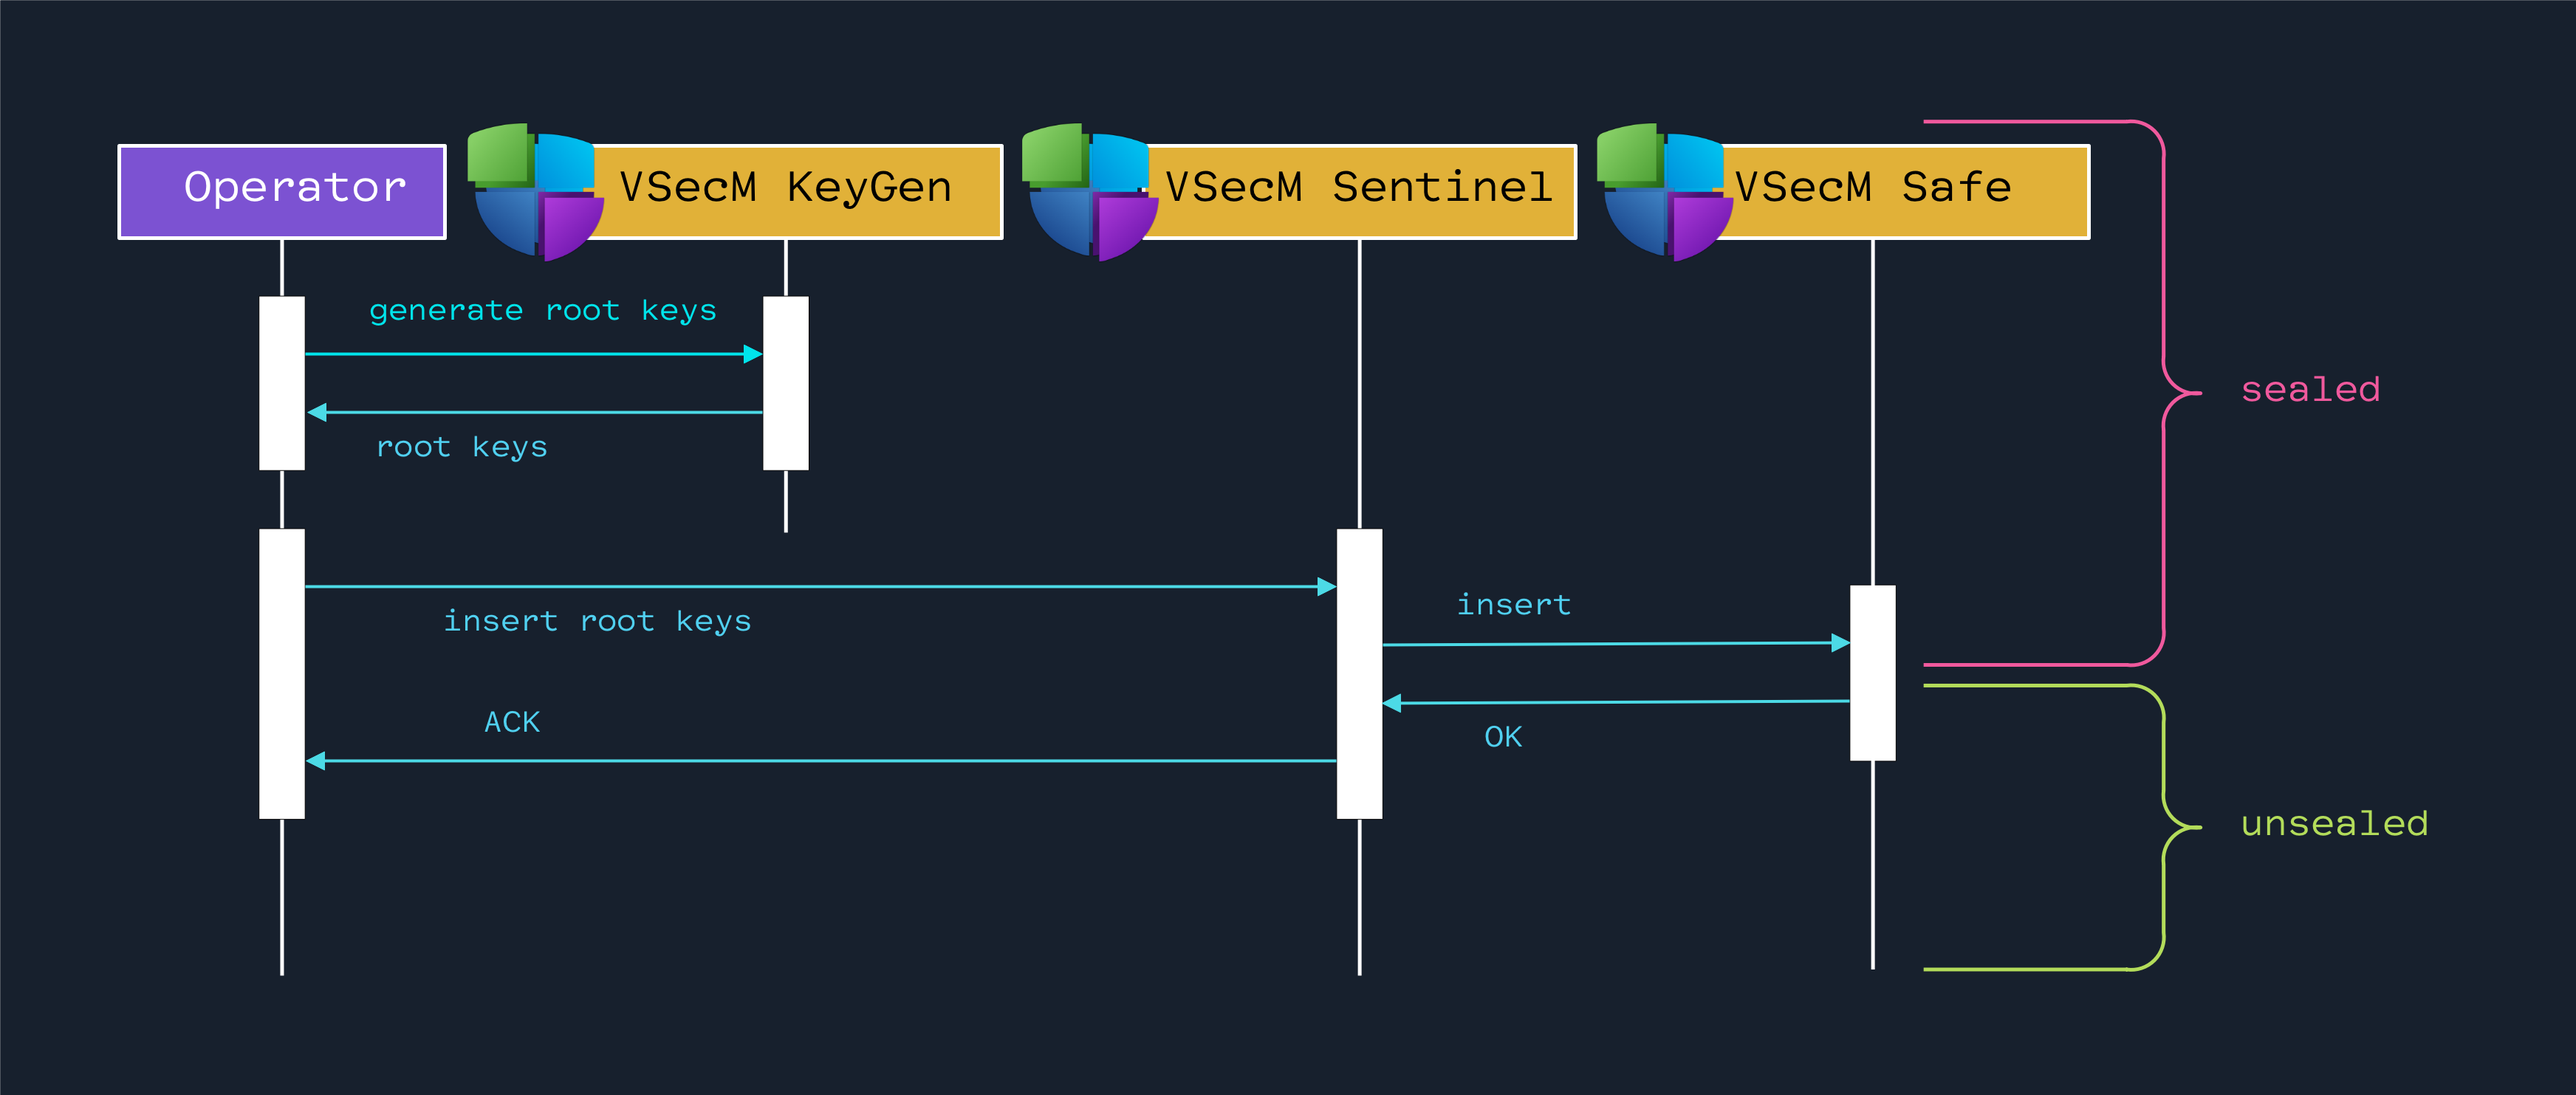 Operator
VSecM KeyGen
VSecM Sentinel
VSecM Safe
generate root keys
root keys
sealed
insert root keys
insert
ACK
OK
unsealed